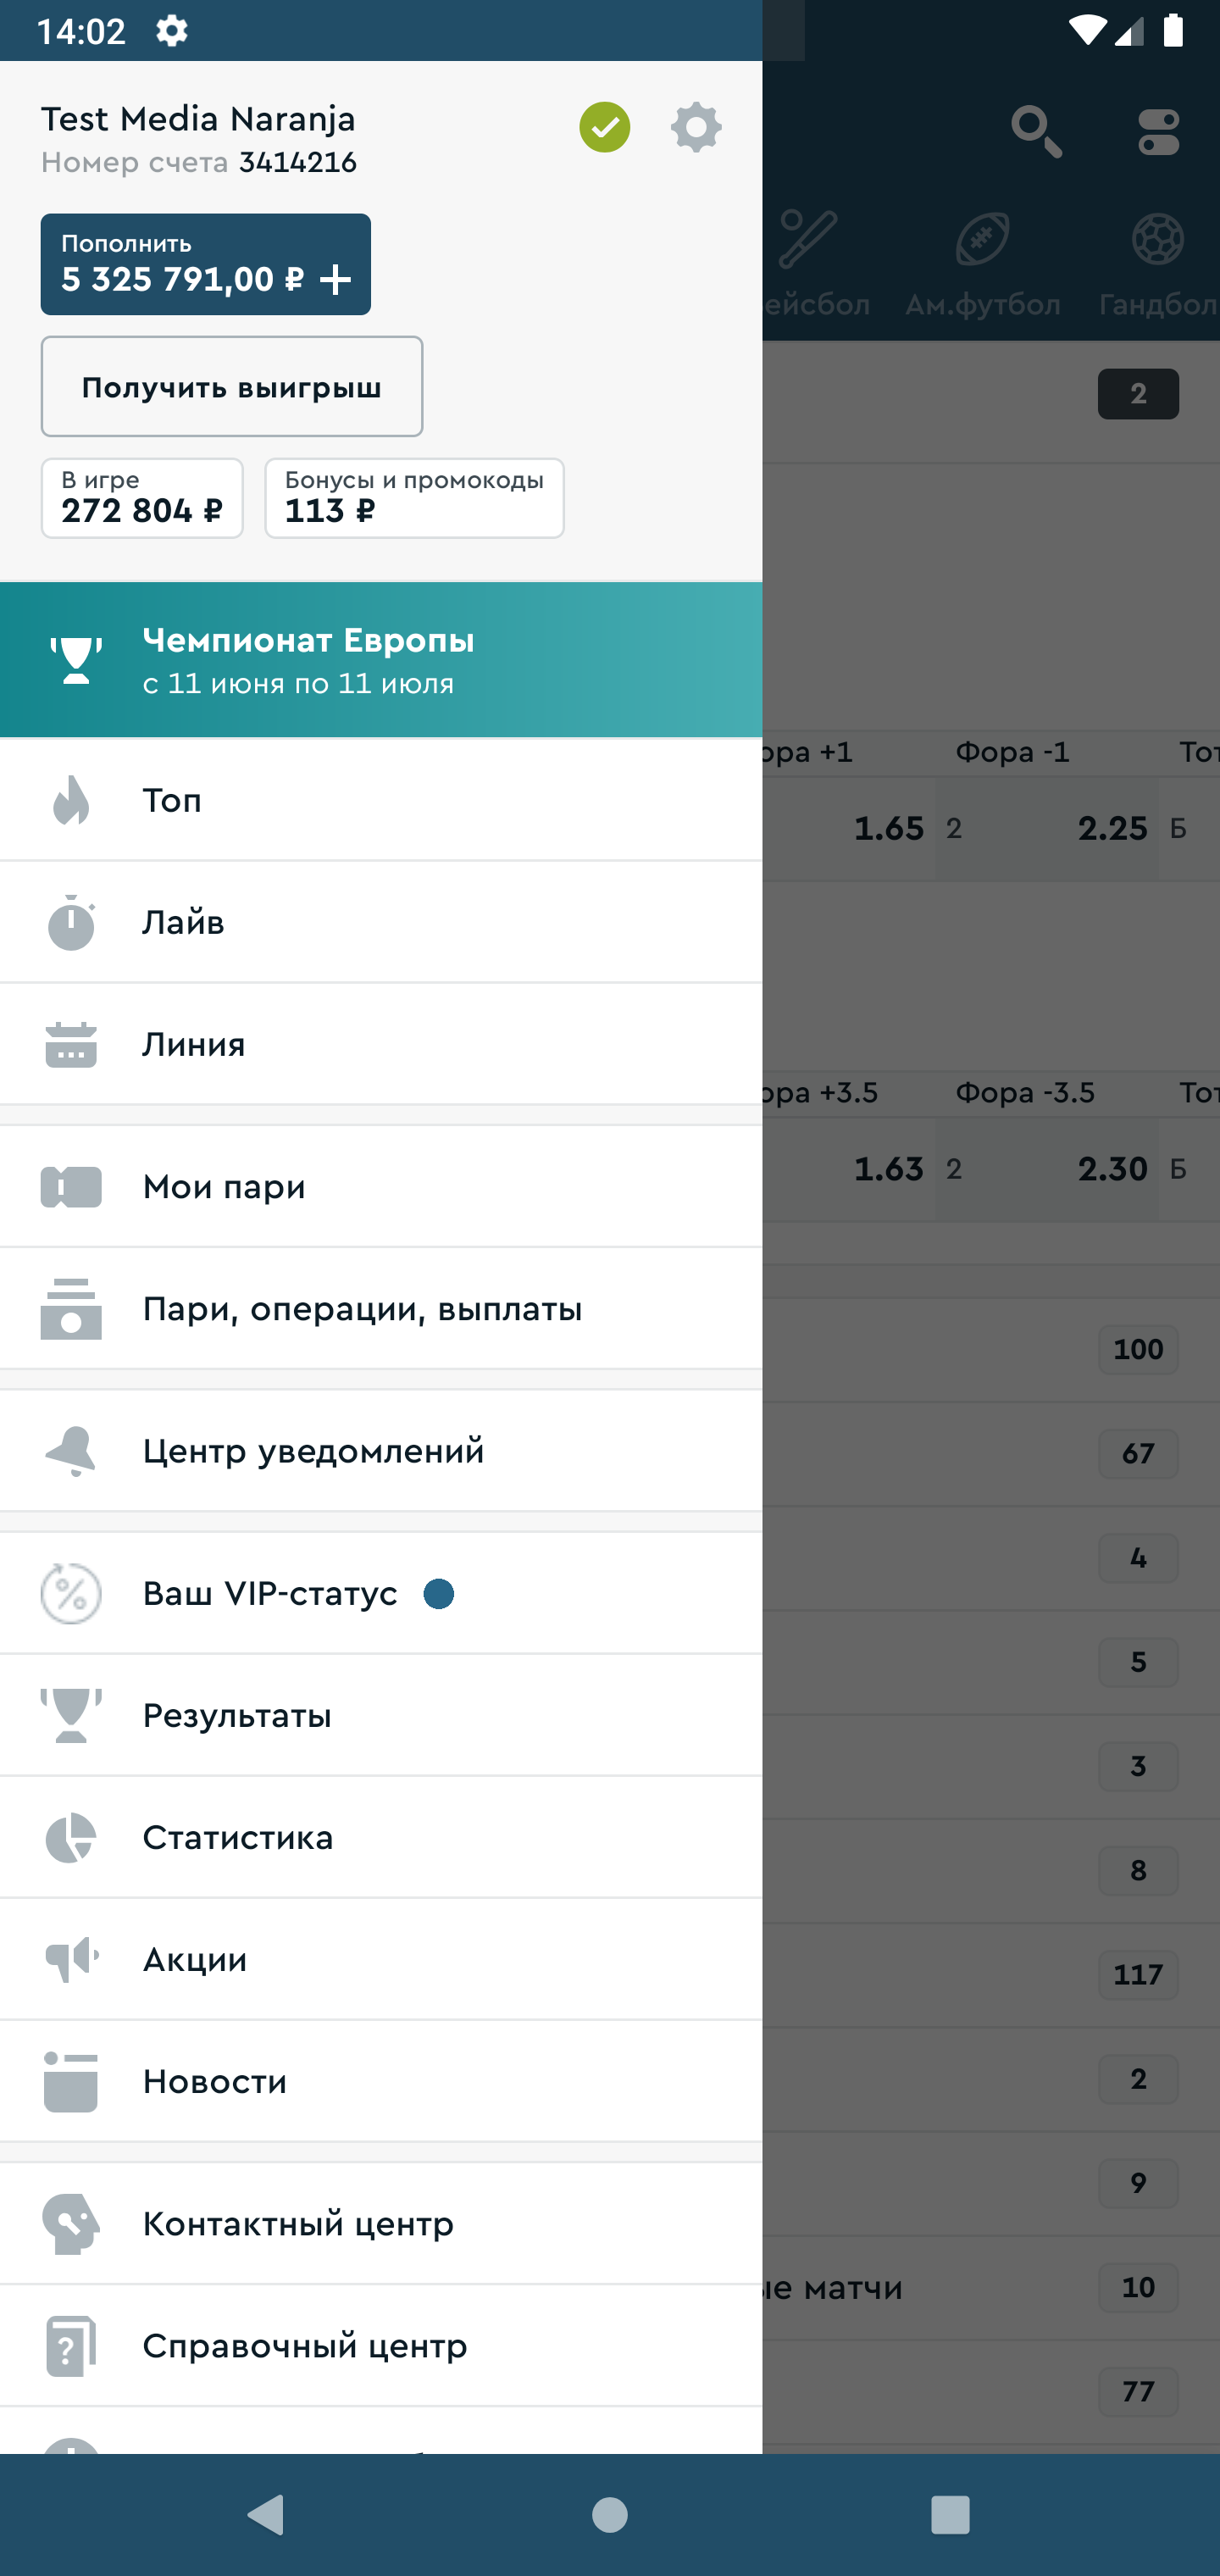 14:02
Test Media Naranja
Номер счета 3414216
Пополнить
5 325 791,00 ₽ +
Получить выигрыш
В игре
272 804 ₽
Бонусы и промокоды
113 ₽
Чемпионат Европы
с 11 июня по 11 июля
Топ
Лайв
Линия
Мои пари
Пари, операции, выплаты
Центр уведомлений
Ваш VIP-статус
Результаты
Статистика
Акции
Новости
Контактный центр
Справочный центр
ейсбол
Ам.футбол
Гандбол
2
ора +1
Фора -1
Тот
1.65
2
2.25
Б
ора +3.5
Фора -3.5
Тот
1.63
2
2.30
Б
100
67
4
5
3
8
117
2
9
ые матчи
10
77